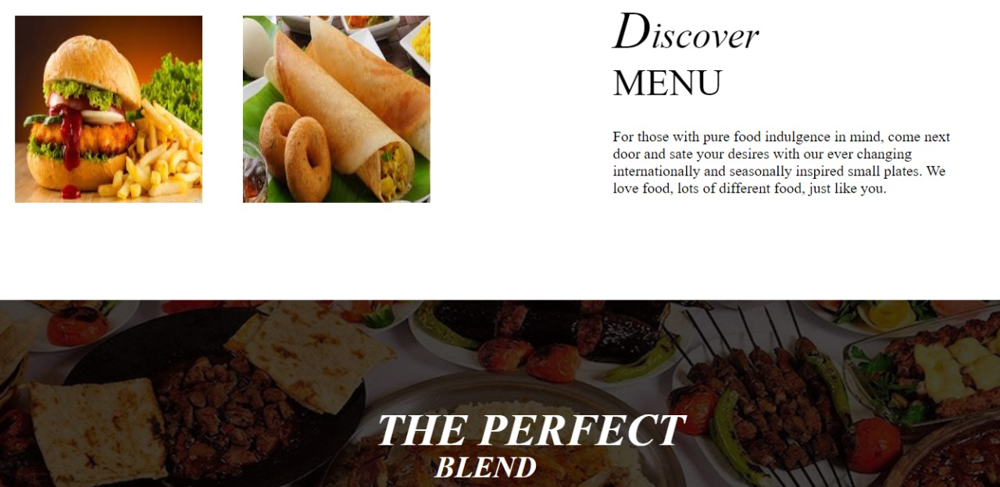 Discover
MENU
For those with pure food indulgence in mind, come next
door and sate your desires with our ever changing
internationally and seasonally inspired small plates. We
love food, lots of different food, just like you.
THE PERFECT
BLEND